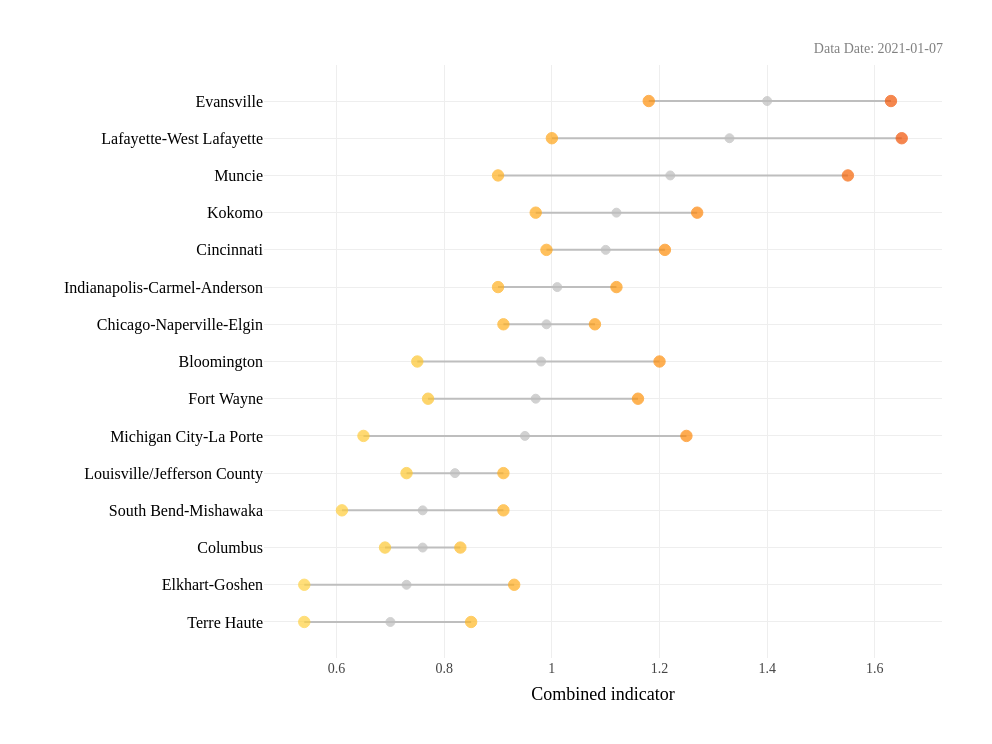 Data Date: 2021-01-07
Evansville
Lafayette-West Lafayette
Muncie
Kokomo
Cincinnati
Indianapolis-Carmel-Anderson
Chicago-Naperville-Elgin
Bloomington
Fort Wayne
Michigan City-La Porte
Louisville/Jefferson County
South Bend-Mishawaka
Columbus
Elkhart-Goshen
Terre Haute
0.6 0.8 1 1.2 1.4 1.6
Combined indicator